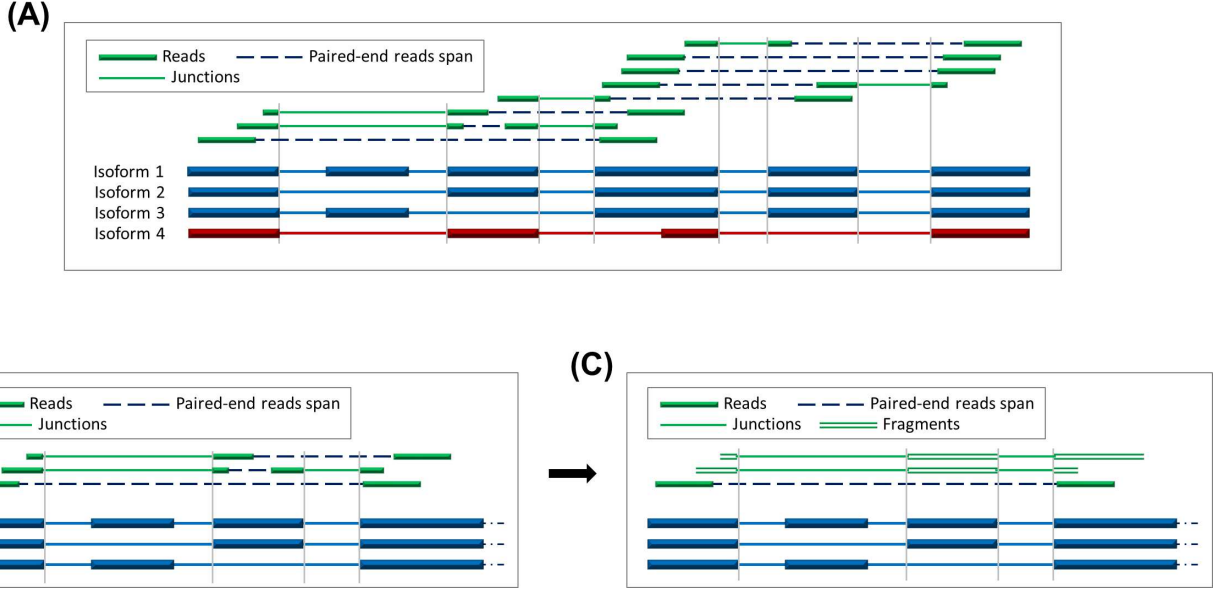 (A)
Reads Paired-end reads span
Junctions
Isoform 1
Isoform 2
Isoform 3
Isoform 4
(C)
Reads Paired-end reads span
Junctions
Reads Paired-end reads span
Junctions Fragments